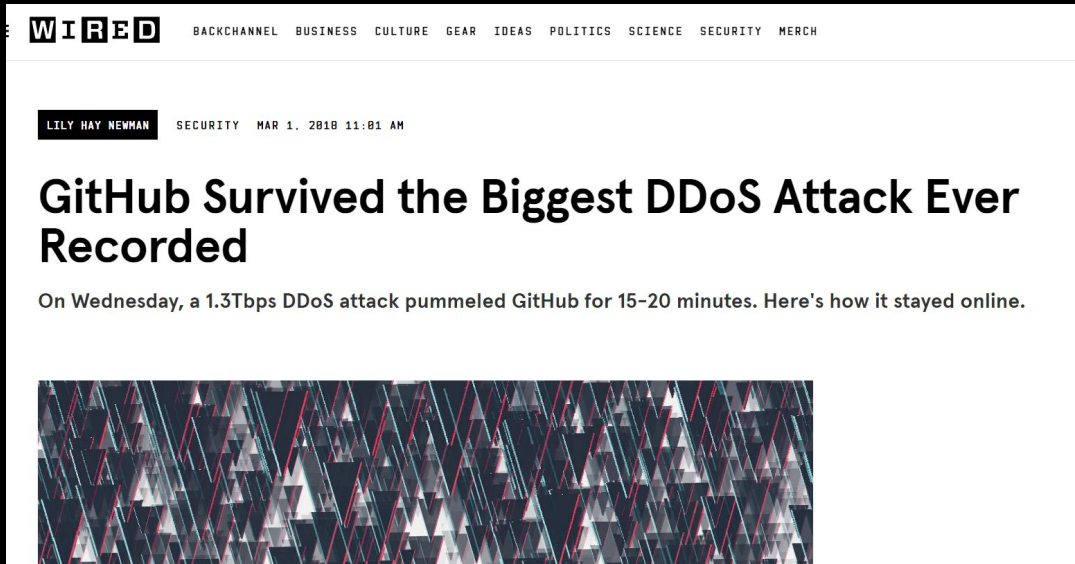 WIRED BACKCHANNEL BUSINESS CULTURE GEAR IDEAS POLITICS SCIENCE SECURITY MERCH
LILY HAY NEWMAN SECURITY MAR 1, 2018 11:01 AM
GitHub Survived the Biggest DDoS Attack Ever
Recorded
On Wednesday, a 1.3Tbps DDoS attack pummeled GitHub for 15-20 minutes. Here's how it stayed online.